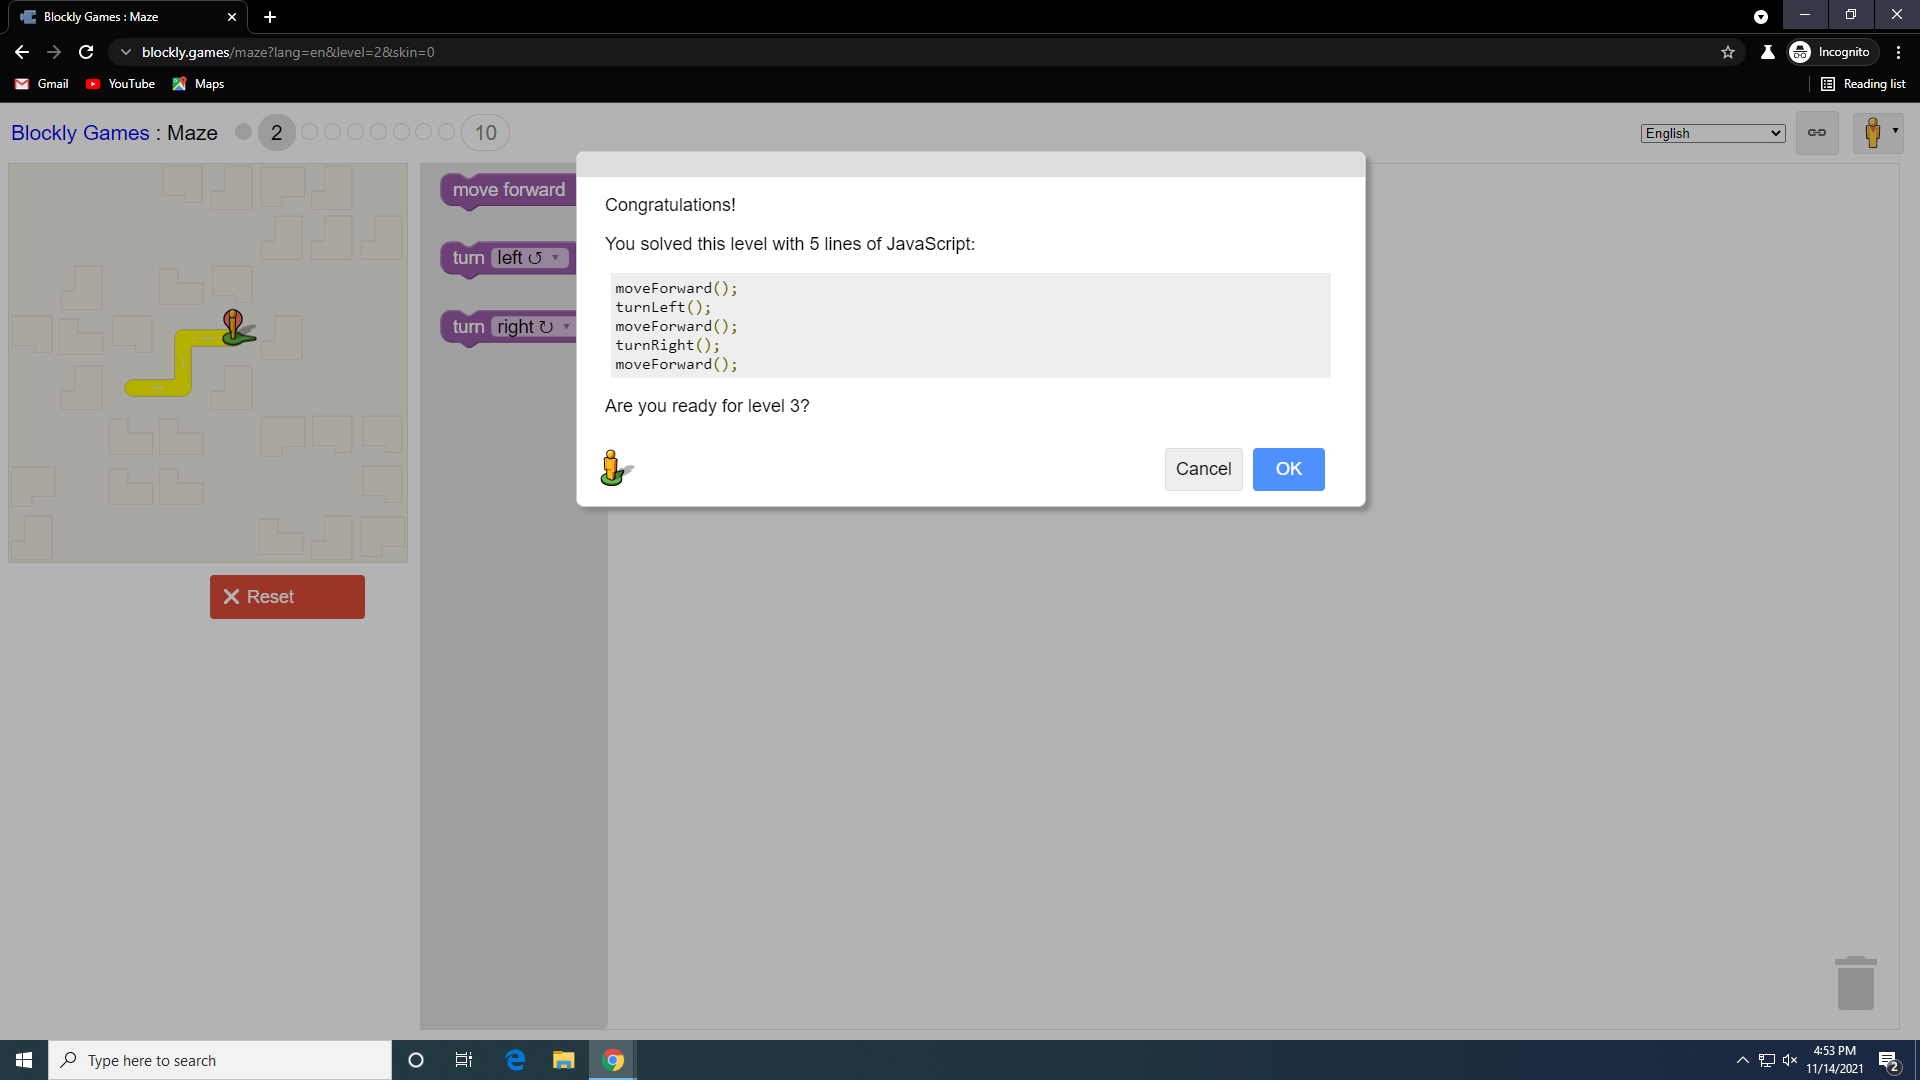 Blockly Games : Maze
blockly.games/maze?lang=en&level=2&skin=0
Incognito
Gmail YouTube Maps Reading list
Blockly Games : Maze 2 10
English
move forward
turn left ↺
turn right ↻
Congratulations!
You solved this level with 5 lines of JavaScript:
moveForward();
turnLeft();
moveForward();
turnRight();
moveForward();
Are you ready for level 3?
Cancel OK
Reset
Type here to search
4:53 PM
11/14/2021
2